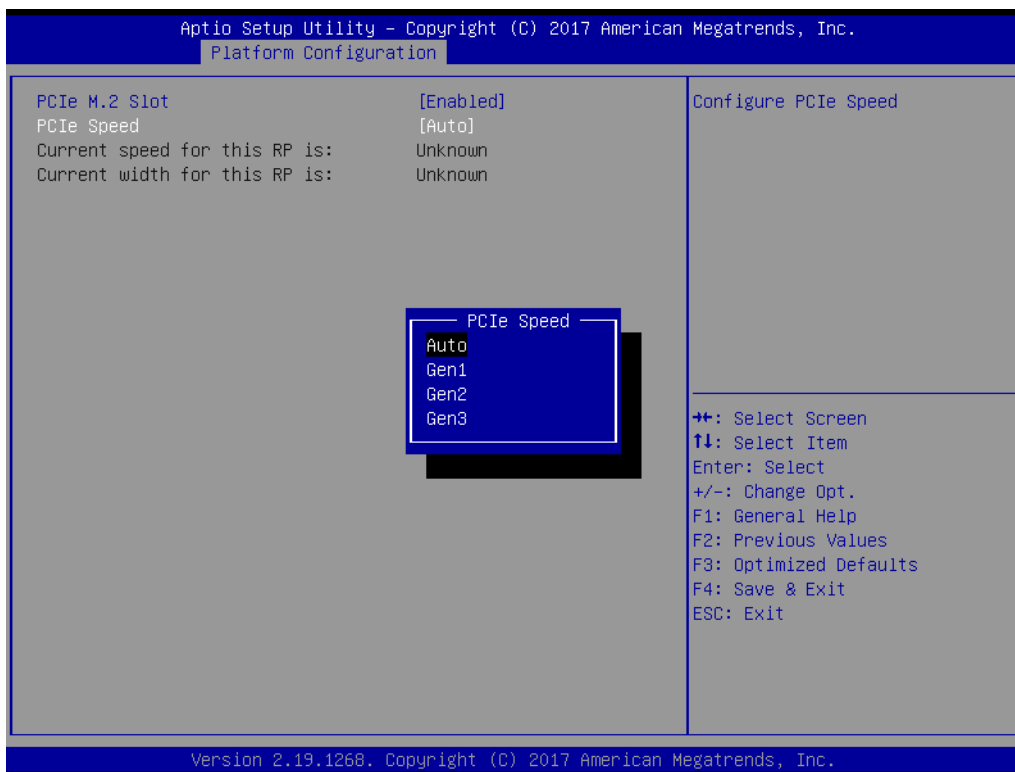 Aptio Setup Utility – Copyright (C) 2017 American Megatrends, Inc.
Platform Configuration
PCIe M.2 Slot [Enabled]
PCIe Speed [Auto]
Current speed for this RP is: Unknown
Current width for this RP is: Unknown
Configure PCIe Speed
PCIe Speed
Auto
Gen1
Gen2
Gen3
→←: Select Screen
↑↓: Select Item
Enter: Select
+/-: Change Opt.
F1: General Help
F2: Previous Values
F3: Optimized Defaults
F4: Save & Exit
ESC: Exit
Version 2.19.1268. Copyright (C) 2017 American Megatrends, Inc.